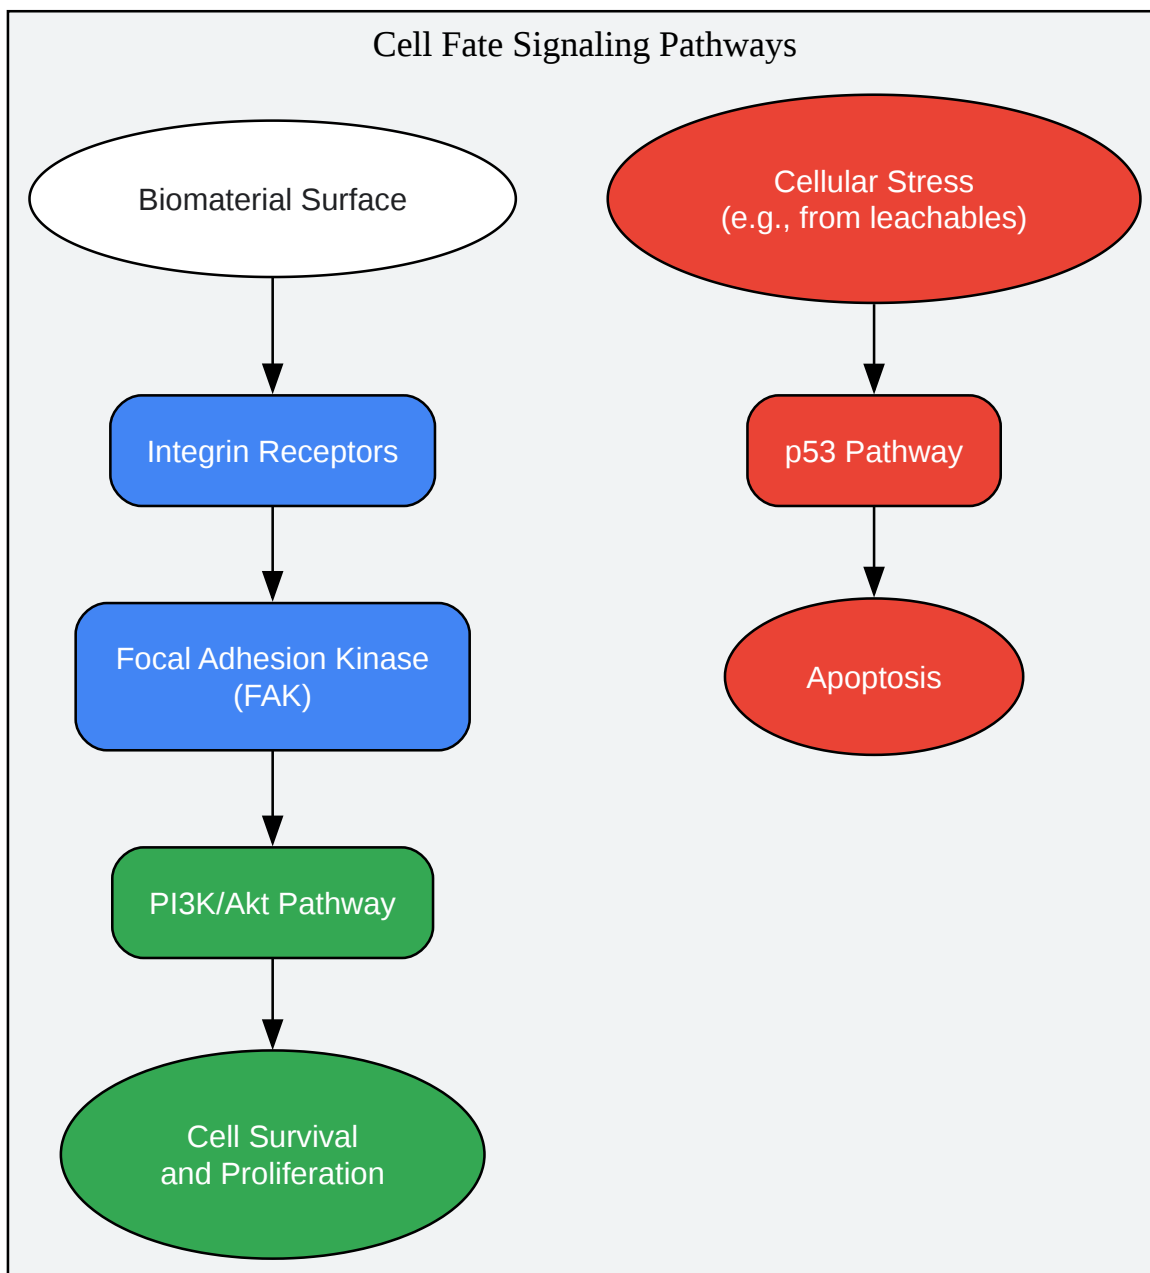 Cell Fate Signaling Pathways
Biomaterial Surface
Integrin Receptors
Focal Adhesion Kinase
(FAK)
PI3K/Akt Pathway
Cell Survival
and Proliferation
Cellular Stress
(e.g., from leachables)
p53 Pathway
Apoptosis